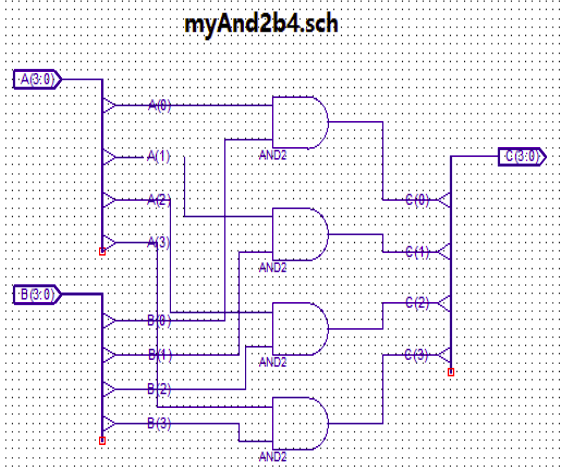 myAnd2b4.sch
A(3:0)
A(0)
A(1)
AND2
C(3:0)
A(2)
C(0)
A(3)
C(1)
AND2
B(3:0)
C(2)
B(0)
B(1)
C(3)
AND2
B(2)
B(3)
AND2